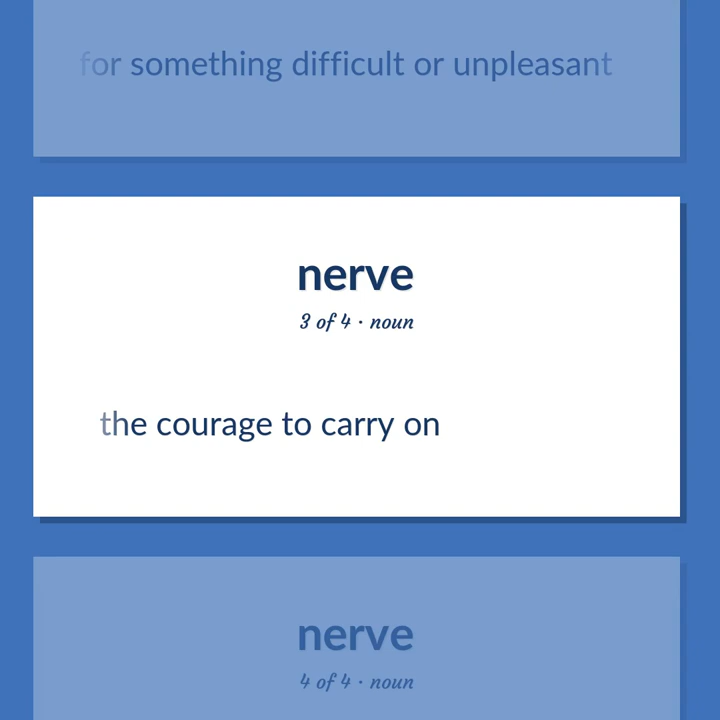 for something difficult or unpleasant
nerve
3 of 4 · noun
the courage to carry on
nerve
4 of 4 · noun